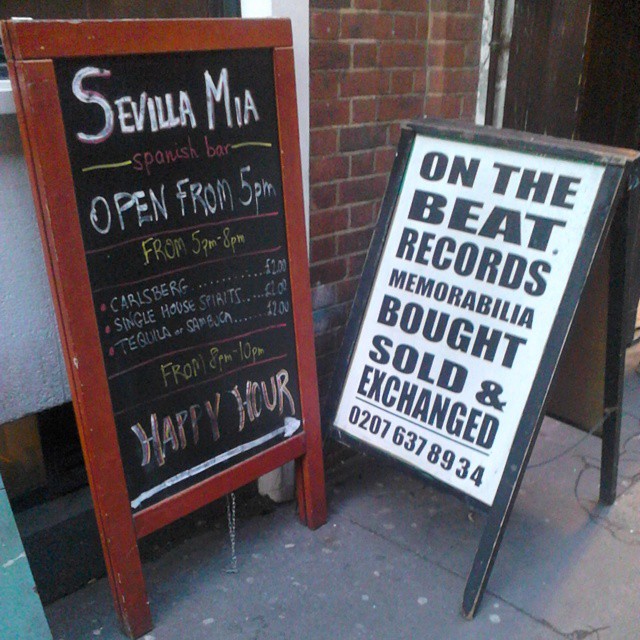 SEVILLA MIA
spanish bar
OPEN FROM 5pm
FROM 5pm-8pm
CARLSBERG .............. £2.00
SINGLE HOUSE SPIRITS.... £2.00
TEQUILA or SAMBUCA...... £2.00
FROM 8pm-10pm
HAPPY HOUR
ON THE
BEAT.
RECORDS
MEMORABILIA
BOUGHT
SOLD &
EXCHANGED
0207 637 8934